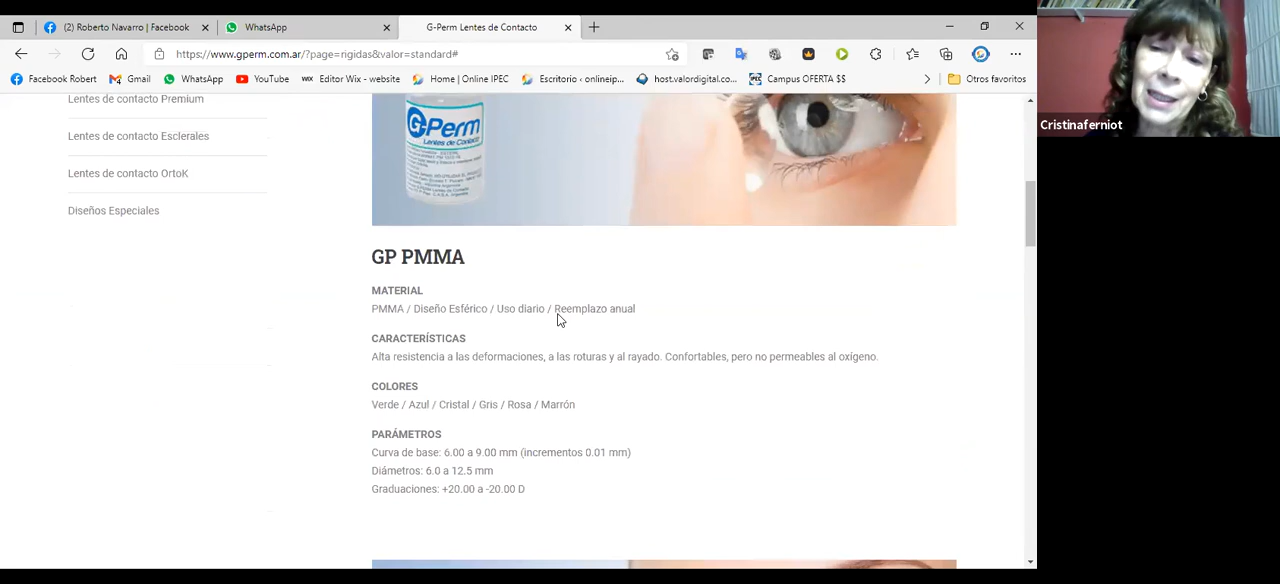 (2) Roberto Navarro | Facebook
WhatsApp
G-Perm Lentes de Contacto
https://www.gperm.com.ar/?page=rigidas&valor=standard#
Facebook Robert
Gmail
WhatsApp
YouTube
WIX Editor Wix - website
Home | Online IPEC
Escritorio < onlineip...
host.valordigital.co...
Campus OFERTA $$
Otros favoritos
Cristinaferniot
Lentes de contacto Premium
Lentes de contacto Esclerales
Lentes de contacto OrtoK
Diseños Especiales
G-Perm
Lentes de Contacto
GP PMMA
MATERIAL
PMMA / Diseño Esférico / Uso diario / Reemplazo anual
CARACTERÍSTICAS
Alta resistencia a las deformaciones, a las roturas y al rayado. Confortables, pero no permeables al oxígeno.
COLORES
Verde / Azul / Cristal / Gris / Rosa / Marrón
PARÁMETROS
Curva de base: 6.00 a 9.00 mm (incrementos 0.01 mm)
Diámetros: 6.0 a 12.5 mm
Graduaciones: +20.00 a -20.00 D